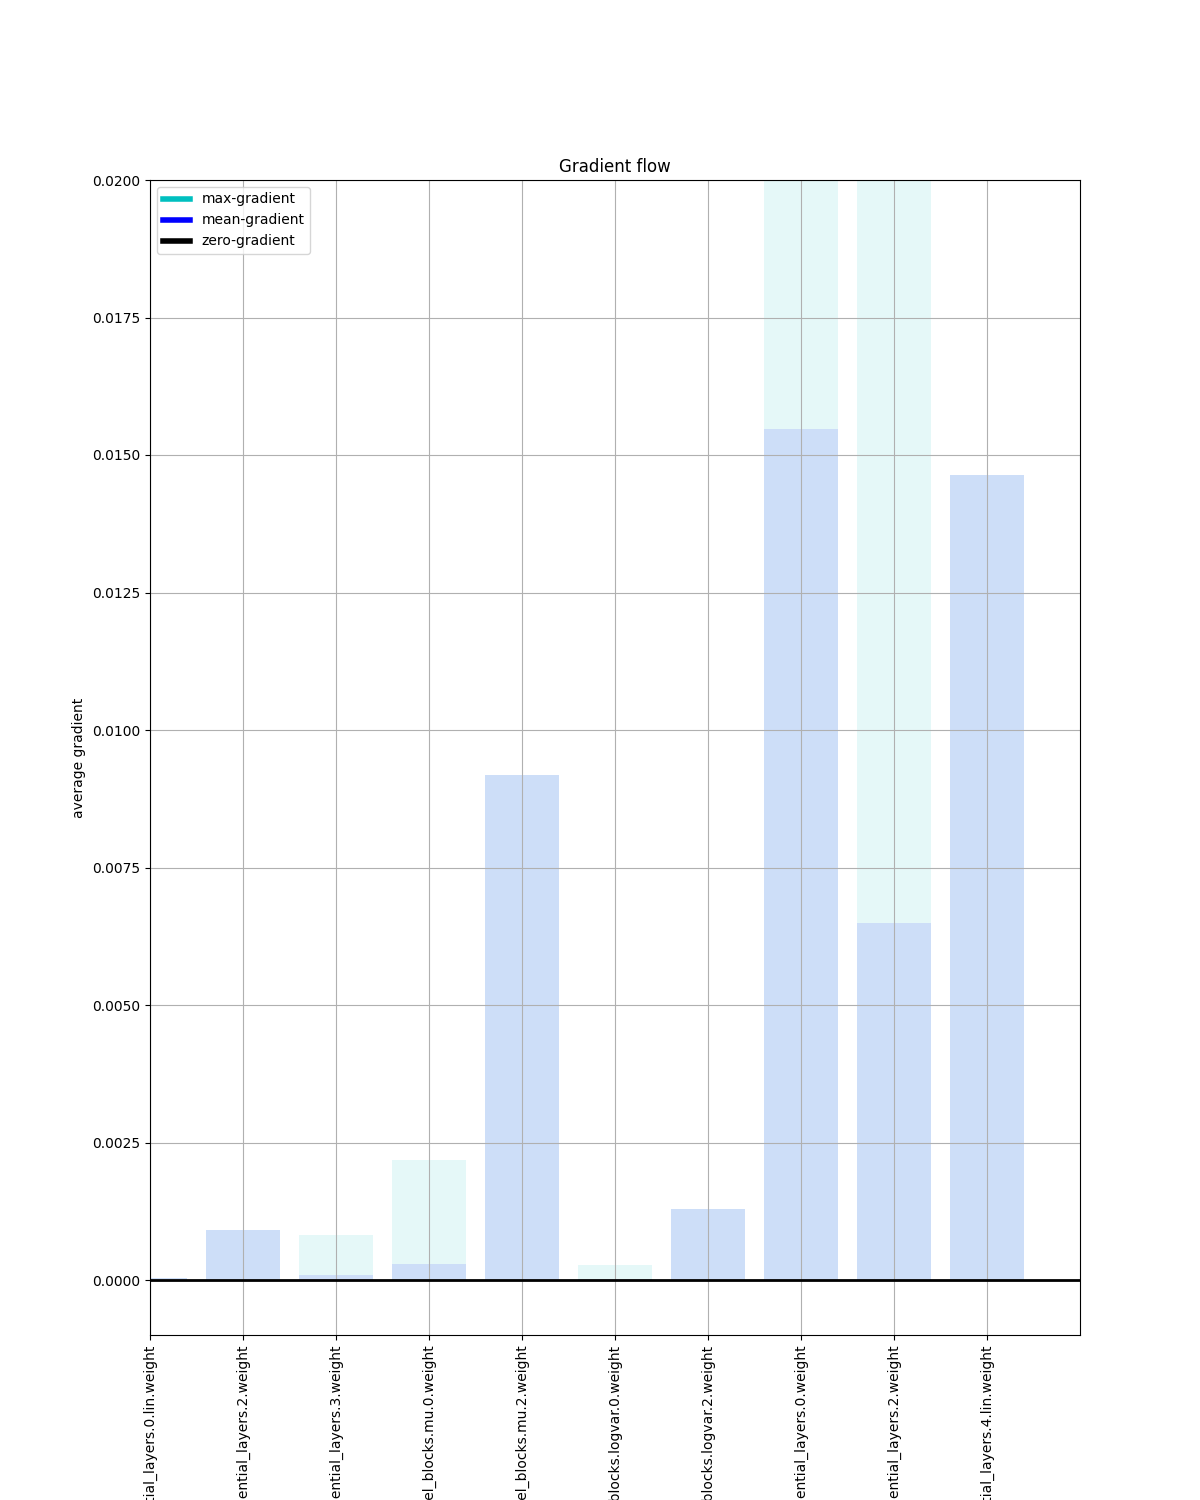 Gradient flow
max-gradient
mean-gradient
zero-gradient
0.0200
0.0175
0.0150
0.0125
0.0100
0.0075
0.0050
0.0025
0.0000
average gradient
tial_layers.0.lin.weight
ential_layers.2.weight
ential_layers.3.weight
el_blocks.mu.0.weight
el_blocks.mu.2.weight
blocks.logvar.0.weight
blocks.logvar.2.weight
ential_layers.0.weight
ential_layers.2.weight
tial_layers.4.lin.weight